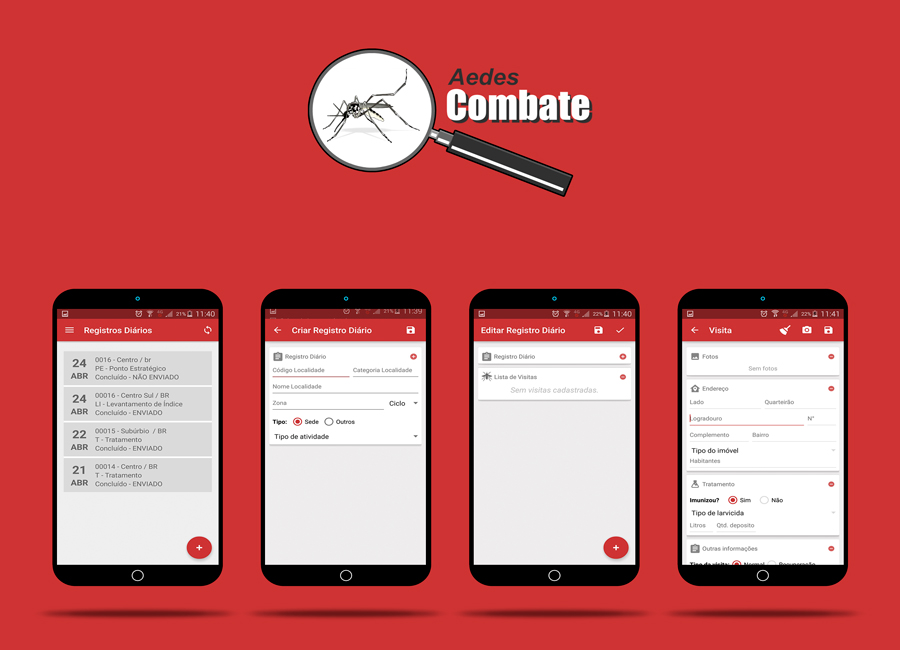 Aedes
Combate
21% 11:40
Registros Diários
24
ABR
0016 - Centro / br
PE - Ponto Estratégico
Concluído - NÃO ENVIADO
24
ABR
00016 - Centro Sul / BR
LI - Levantamento de Índice
Concluído - ENVIADO
22
ABR
00015 - Subúrbio / BR
T - Tratamento
Concluído - ENVIADO
21
ABR
00014 - Centro / BR
T - Tratamento
Concluído - ENVIADO
+
21% 11:39
Criar Registro Diário
Registro Diário
Código Localidade Categoria Localidade
Nome Localidade
Zona Ciclo
Tipo: Sede Outros
Tipo de atividade
22% 11:40
Editar Registro Diário
Registro Diário
Lista de Visitas
Sem visitas cadastradas.
+
22% 11:41
Visita
Fotos
Sem fotos
Endereço
Lado Quarteirão
Logradouro N°
Complemento Bairro
Tipo do imóvel
Habitantes
Tratamento
Imunizou? Sim Não
Tipo de larvicida
Litros Qtd. deposito
Outras informações
Tipo da visita: Normal Recuperação